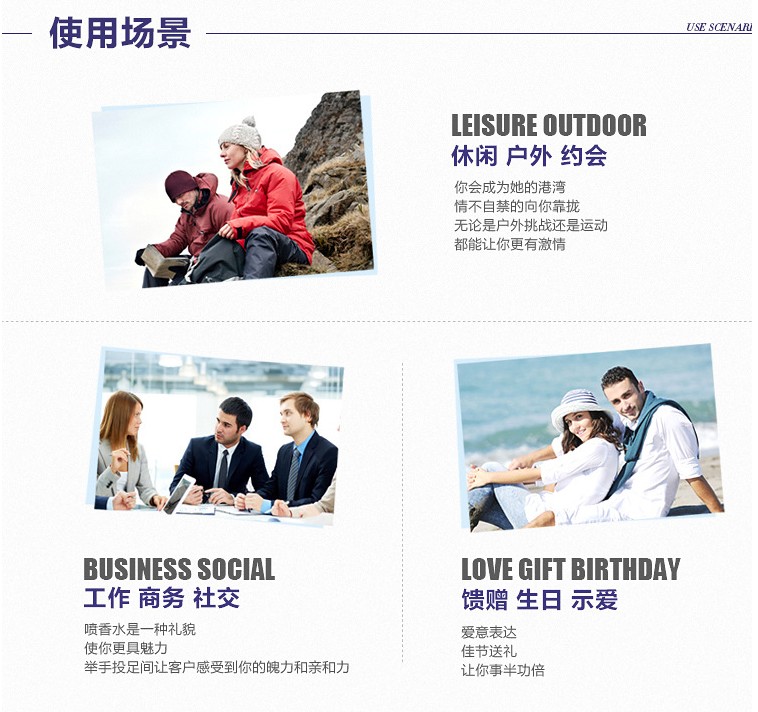 使用场景
USE SCENARI
LEISURE OUTDOOR
休闲 户外 约会
你会成为她的港湾
情不自禁的向你靠拢
无论是户外挑战还是运动
都能让你更有激情
BUSINESS SOCIAL
工作 商务 社交
喷香水是一种礼貌
使你更具魅力
举手投足间让客户感受到你的魄力和亲和力
LOVE GIFT BIRTHDAY
馈赠 生日 示爱
爱意表达
佳节送礼
让你事半功倍